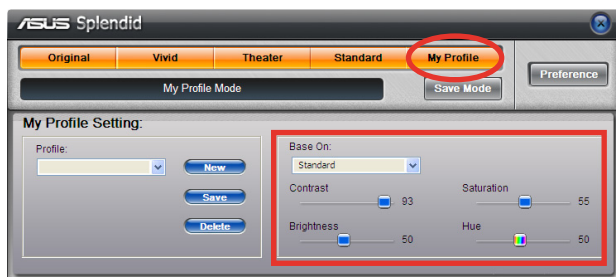 ASUS Splendid
Original Vivid Theater Standard My Profile
Preference
My Profile Mode Save Mode
My Profile Setting:
Profile:
New
Save
Delete
Base On:
Standard
Contrast 93 Saturation 55
Brightness 50 Hue 50